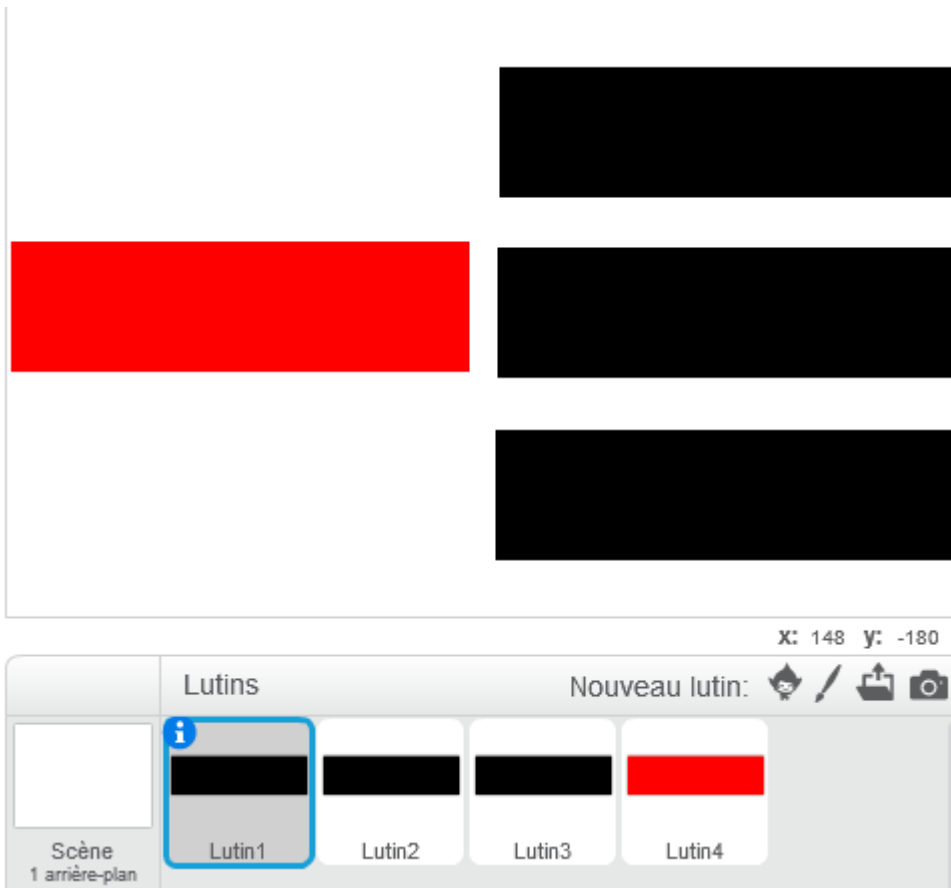 x: 148 y: -180
Lutins Nouveau lutin:
Scène
1 arrière-plan
Lutin1 Lutin2 Lutin3 Lutin4